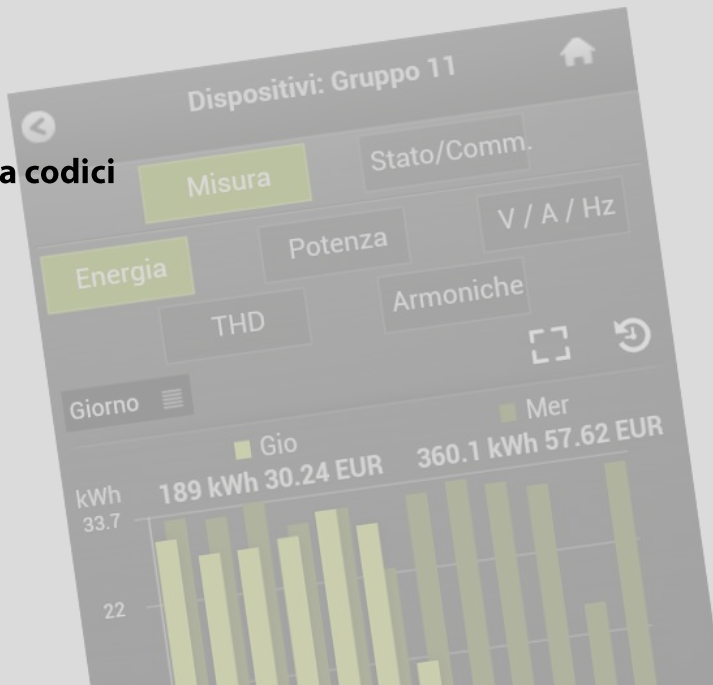 Dispositivi: Gruppo 11
a codici
Misura
Stato/Comm.
Energia
Potenza
V / A / Hz
THD
Armoniche
Giorno
Gio
Mer
189 kWh 30.24 EUR
360.1 kWh 57.62 EUR
kWh
33.7
22